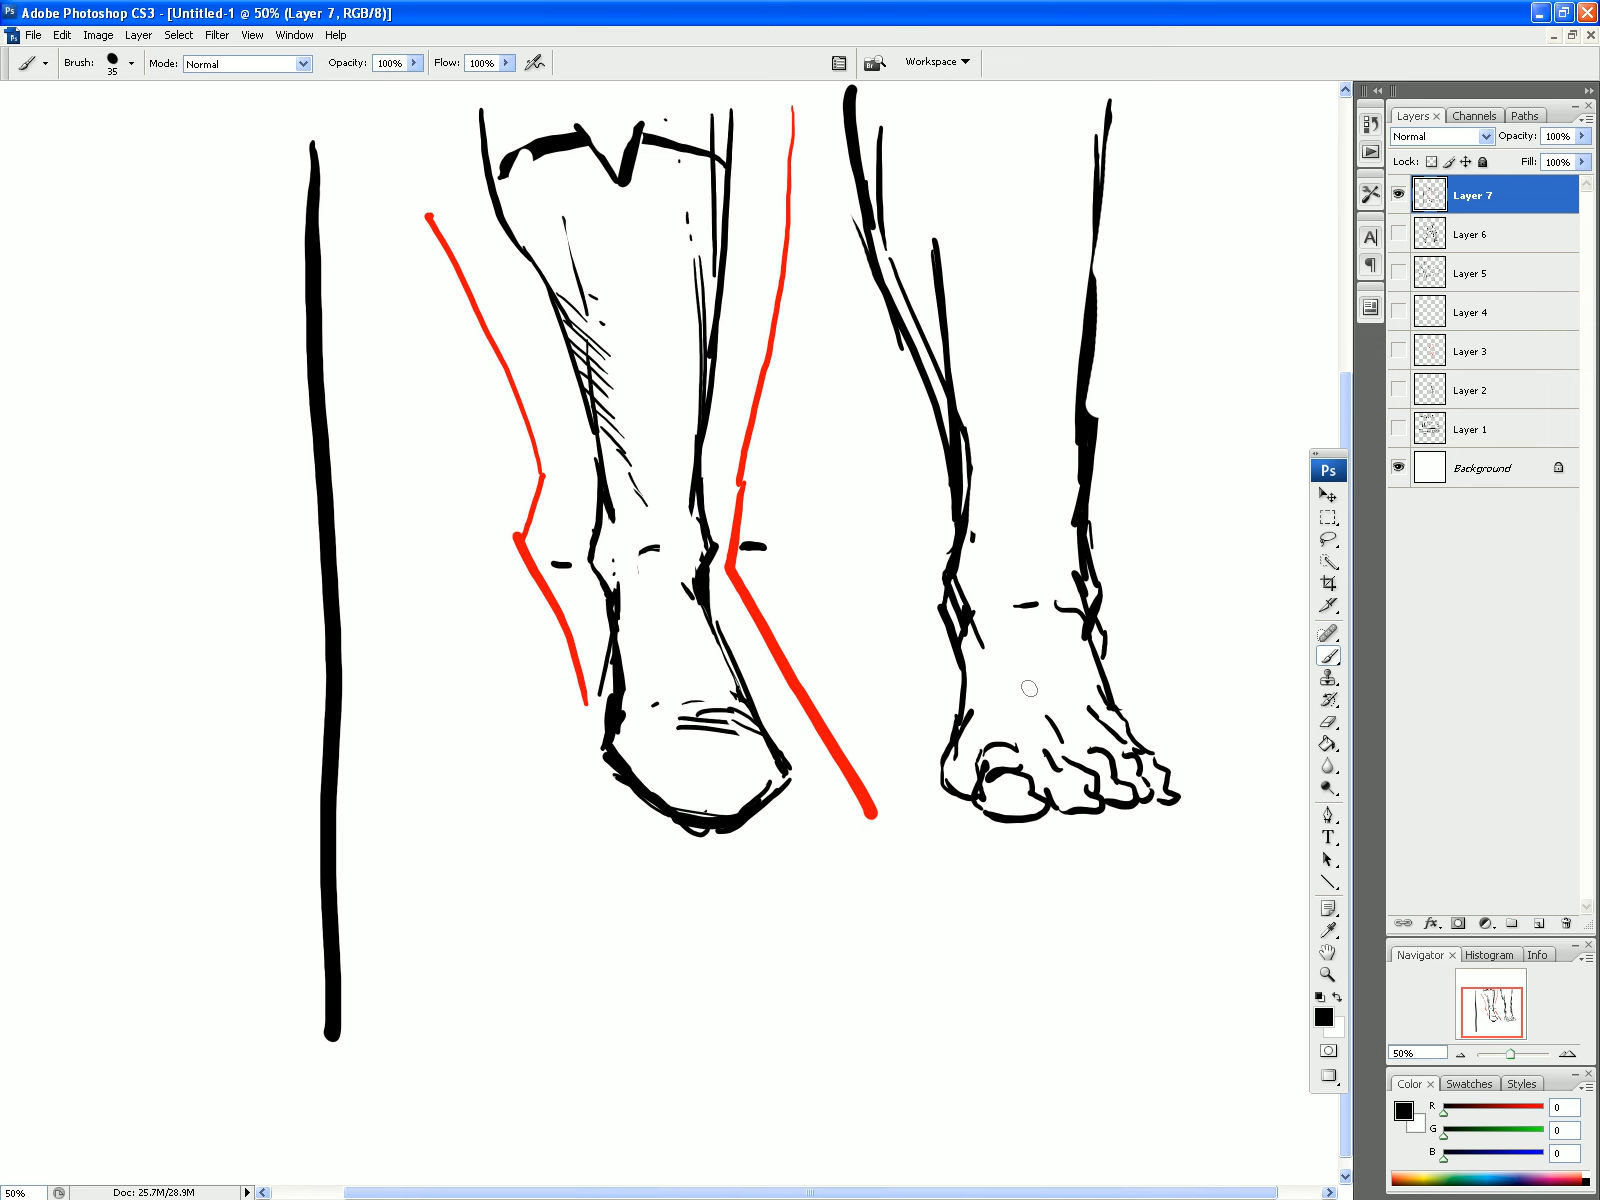 Adobe Photoshop CS3 - [Untitled-1 @ 50% (Layer 7, RGB/8)]
File Edit Image Layer Select Filter View Window Help
Brush: 35 Mode: Normal Opacity: 100% Flow: 100% Workspace
Layers Channels Paths
Normal Opacity: 100%
Lock: Fill: 100%
Layer 7
Layer 6
Layer 5
Layer 4
Layer 3
Layer 2
Layer 1
Background
Ps
Navigator Histogram Info
50%
Color Swatches Styles
R 0
G 0
B 0
50% Doc: 25.7M/28.9M